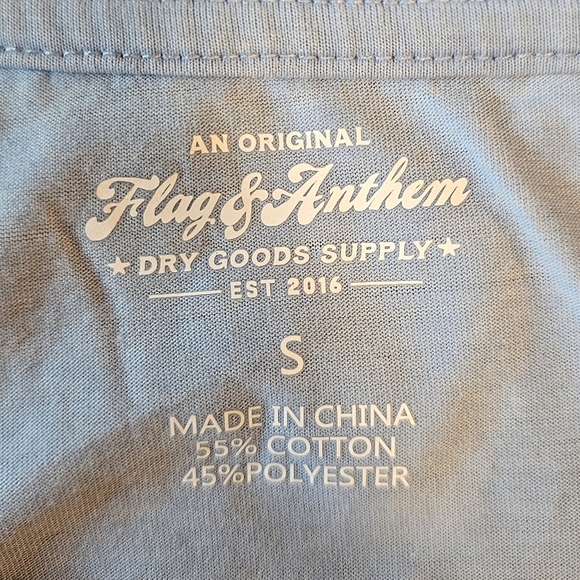 AN ORIGINAL
Flag & Anthem
★ DRY GOODS SUPPLY ★
EST 2016
S
MADE IN CHINA
55% COTTON
45%POLYESTER